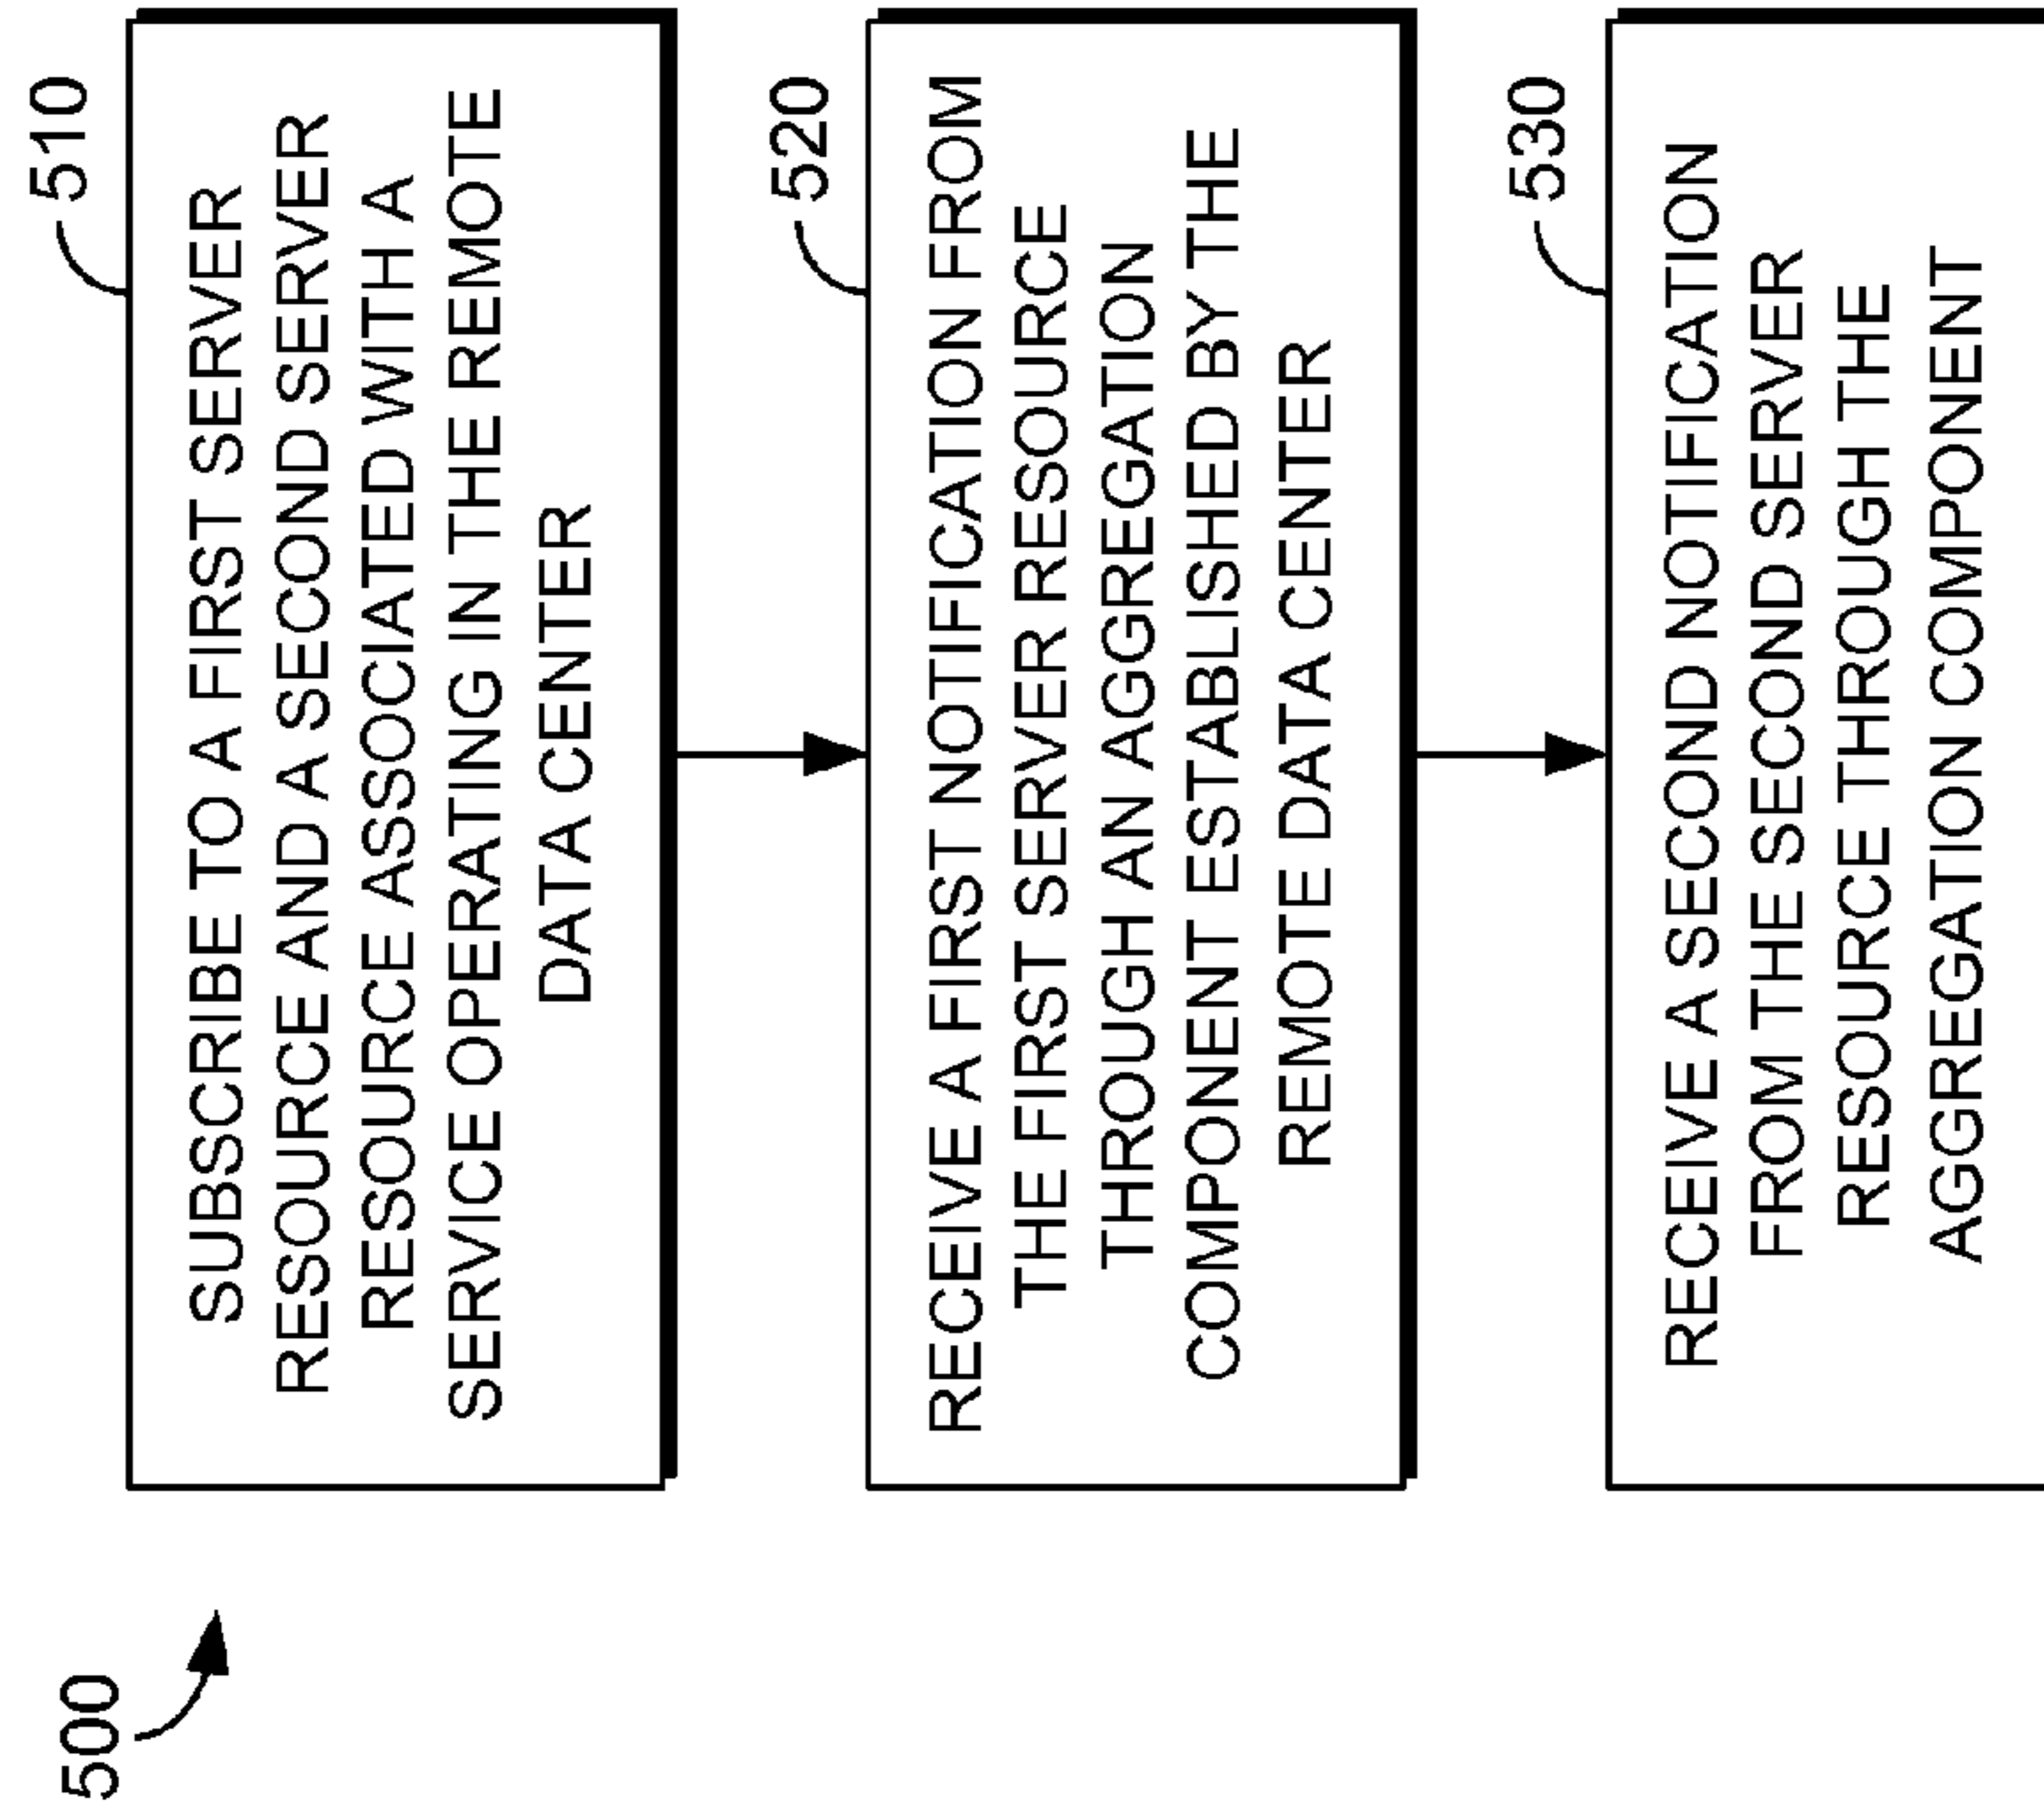 500
510
SUBSCRIBE TO A FIRST SERVER
RESOURCE AND A SECOND SERVER
RESOURCE ASSOCIATED WITH A
SERVICE OPERATING IN THE REMOTE
DATA CENTER
520
RECEIVE A FIRST NOTIFICATION FROM
THE FIRST SERVER RESOURCE
THROUGH AN AGGREGATION
COMPONENT ESTABLISHED BY THE
REMOTE DATA CENTER
530
RECEIVE A SECOND NOTIFICATION
FROM THE SECOND SERVER
RESOURCE THROUGH THE
AGGREGATION COMPONENT